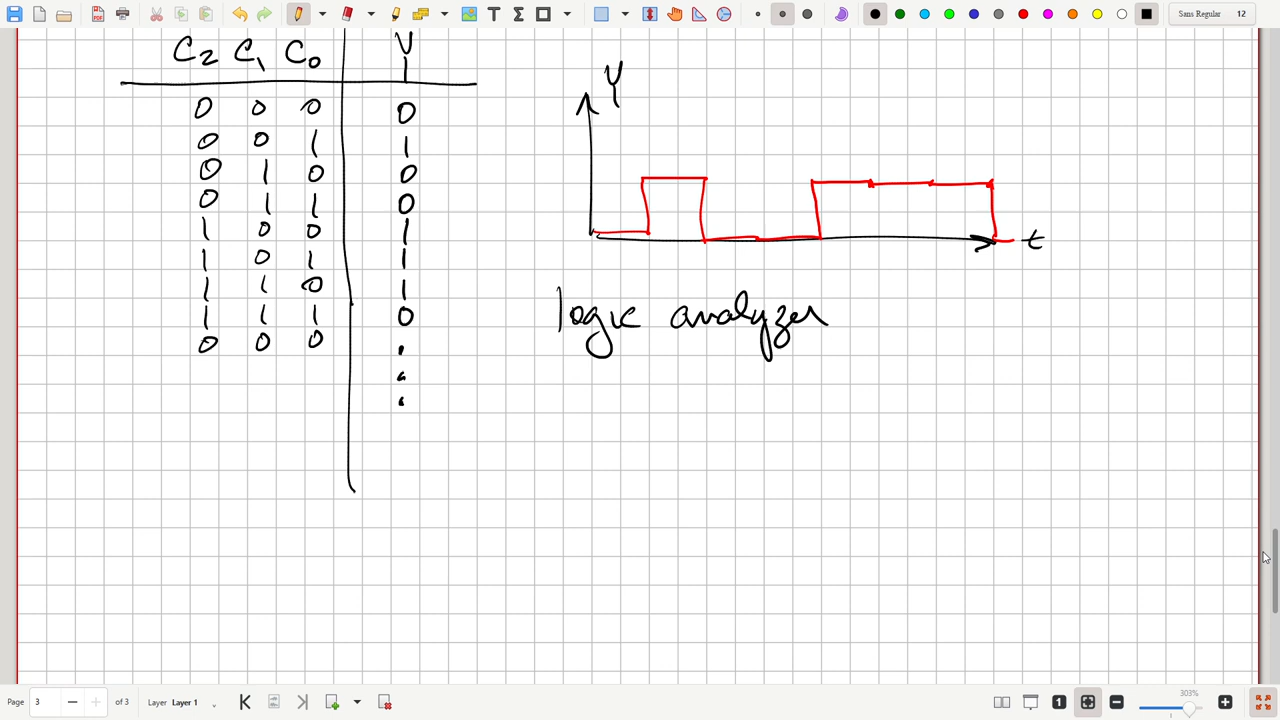 Sans Regular 12
C2 C1 C0 Y
0 0 0 0
0 0 1 1
0 1 0 0
0 1 1 0
1 0 0 1
1 0 1 1
1 1 0 1
1 1 1 0
0 0 0 .
.
.
Y
t
logic analyzer
Page 3 of 3 Layer Layer 1 303%